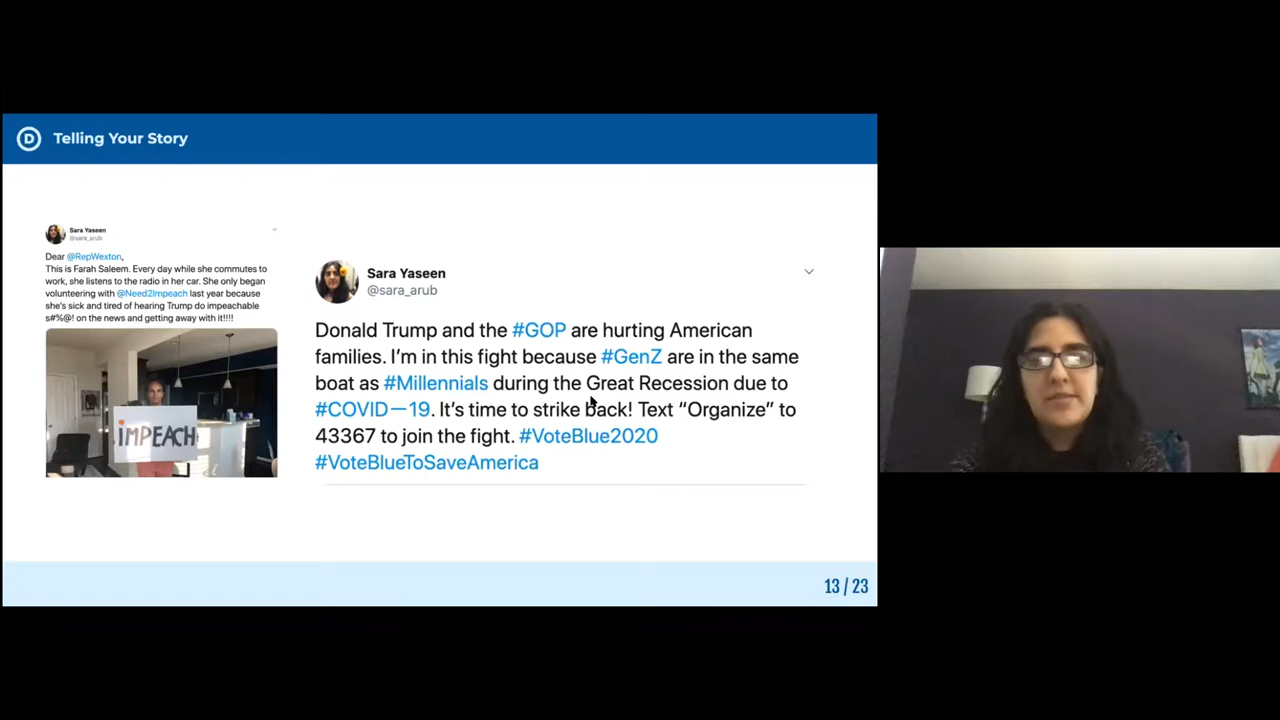 D Telling Your Story
Sara Yaseen
@sara_arub
Dear @RepWexton,
This is Farah Saleem. Every day while she commutes to
work, she listens to the radio in her car. She only began
volunteering with @Need2Impeach last year because
she's sick and tired of hearing Trump do impeachable
s#%@! on the news and getting away with it!!!!
IMPEACH
Sara Yaseen
@sara_arub
Donald Trump and the #GOP are hurting American
families. I'm in this fight because #GenZ are in the same
boat as #Millennials during the Great Recession due to
#COVID—19. It's time to strike back! Text “Organize” to
43367 to join the fight. #VoteBlue2020
#VoteBlueToSaveAmerica
13 / 23